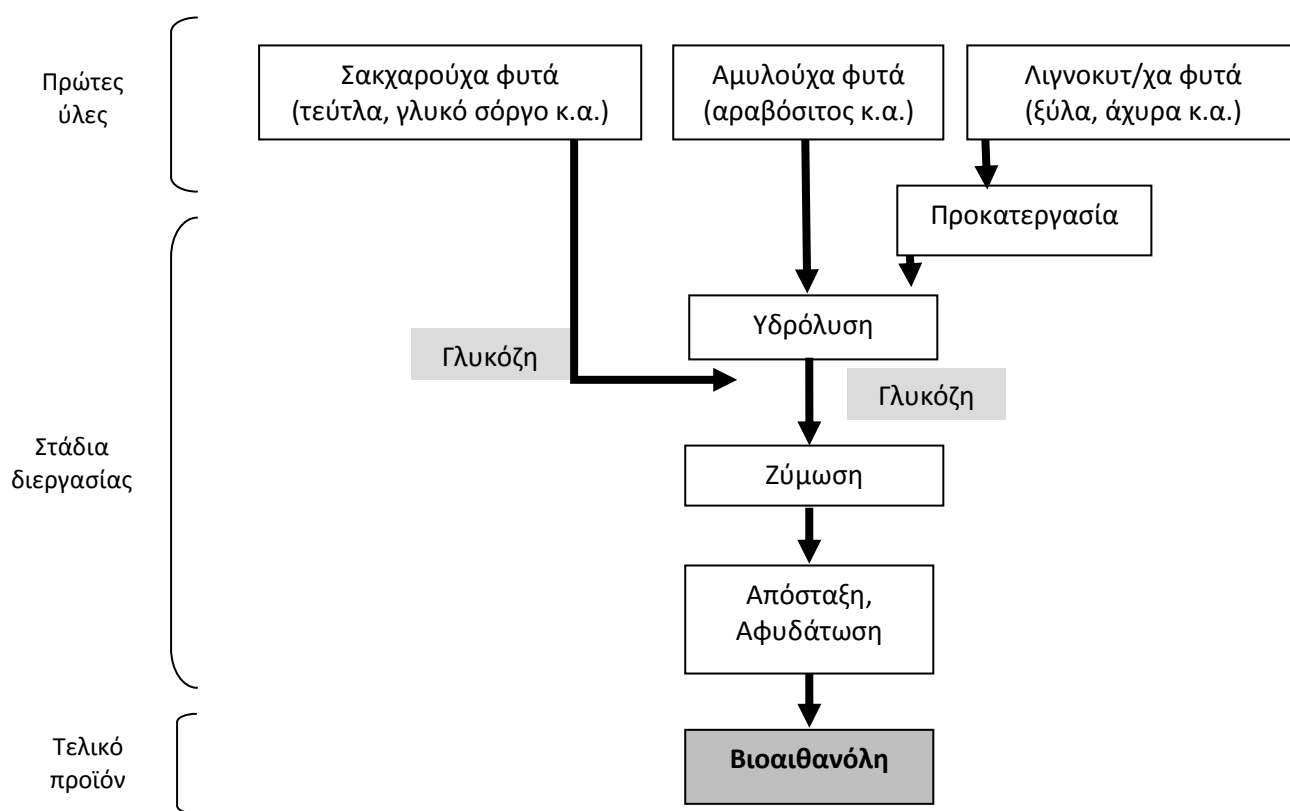 Πρώτες
ύλες
Σακχαρούχα φυτά
(τεύτλα, γλυκό σόργο κ.α.)
Αμυλούχα φυτά
(αραβόσιτος κ.α.)
Λιγνοκυτ/χα φυτά
(ξύλα, άχυρα κ.α.)
Προκατεργασία
Υδρόλυση
Γλυκόζη
Γλυκόζη
Στάδια
διεργασίας
Ζύμωση
Απόσταξη,
Αφυδάτωση
Τελικό
προϊόν
Βιοαιθανόλη